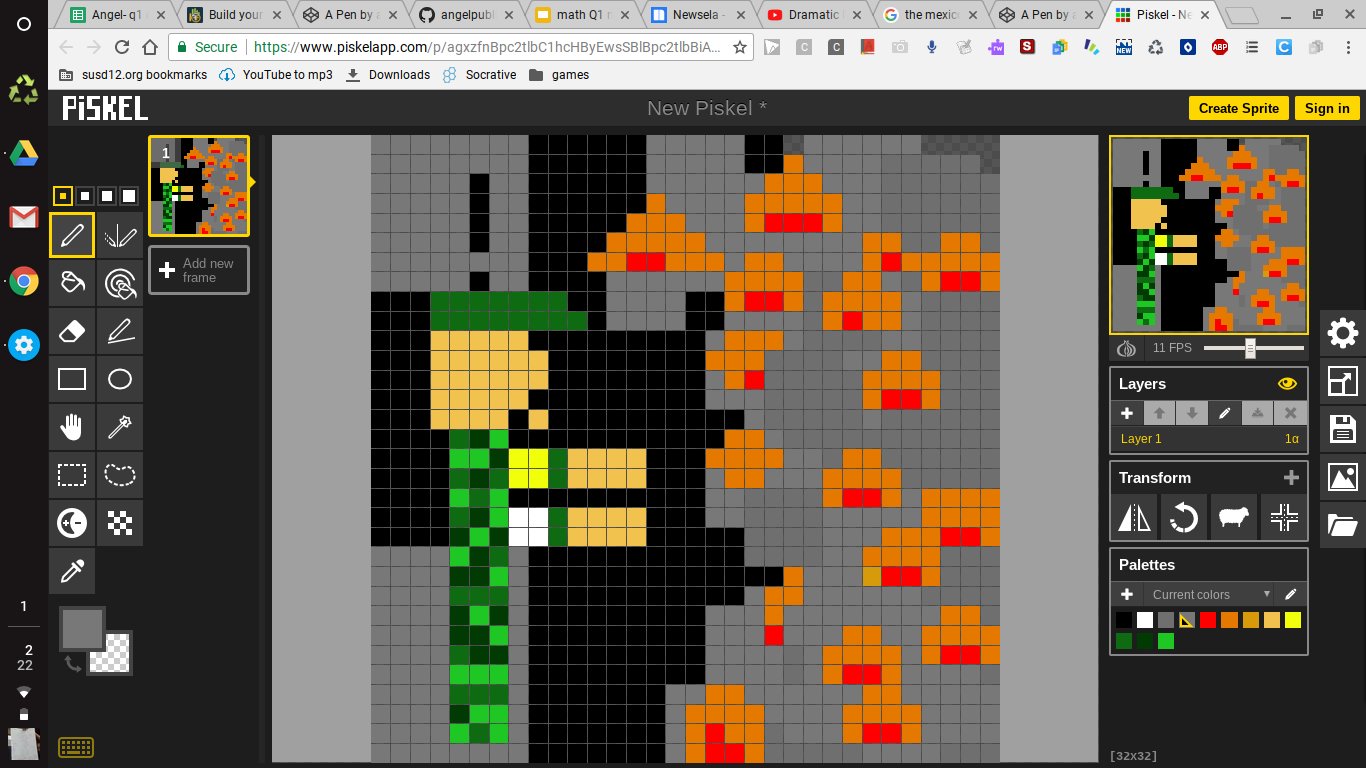 Angel- q1
Build your
A Pen by a
angelpubl
math Q1 r
Newsela -
Dramatic
the mexic
A Pen by a
Piskel - Ne
Secure
https://www.piskelapp.com/p/agxzfnBpc2tlbC1hcHByEwsSBlBpc2tlbBiA...
susd12.org bookmarks
YouTube to mp3
Downloads
Socrative
games
PiSKEL
New Piskel *
Create Sprite
Sign in
1
Add new
frame
11 FPS
Layers
Layer 1
1α
Transform
Palettes
Current colors
[32x32]
1
2
22
C
C
S
NEW
ABP
C